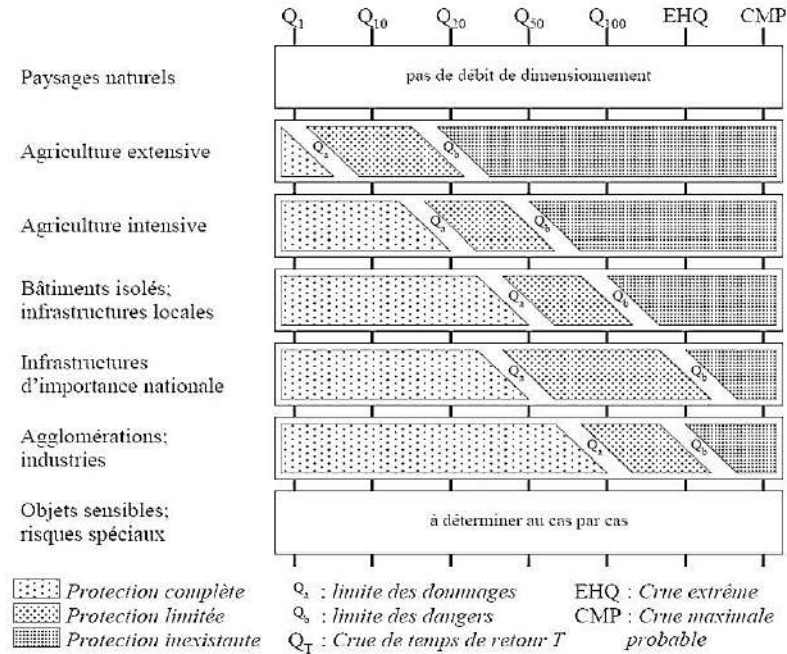 Q1 Q10 Q20 Q50 Q100 EHQ CMP
Paysages naturels
pas de débit de dimensionnement
Agriculture extensive
Qa Qb
Agriculture intensive
Qa Qb
Bâtiments isolés;
infrastructures locales
Qa Qb
Infrastructures
d'importance nationale
Qa Qb
Agglomérations;
industries
Qa Qb
Objets sensibles;
risques spéciaux
à déterminer au cas par cas
Protection complète Qa : limite des dommages EHQ : Crue extrême
Protection limitée Qb : limite des dangers CMP : Crue maximale
Protection inexistante QT : Crue de temps de retour T probable